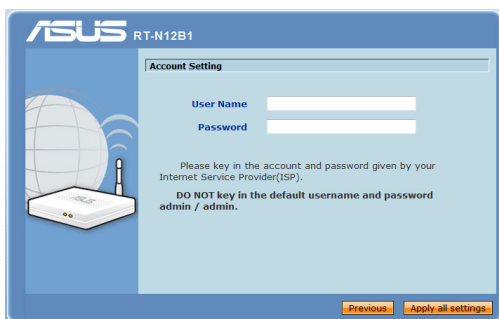 ASUS RT-N12B1
Account Setting
User Name
Password
Please key in the account and password given by your
Internet Service Provider(ISP).
DO NOT key in the default username and password
admin / admin.
Previous Apply all settings